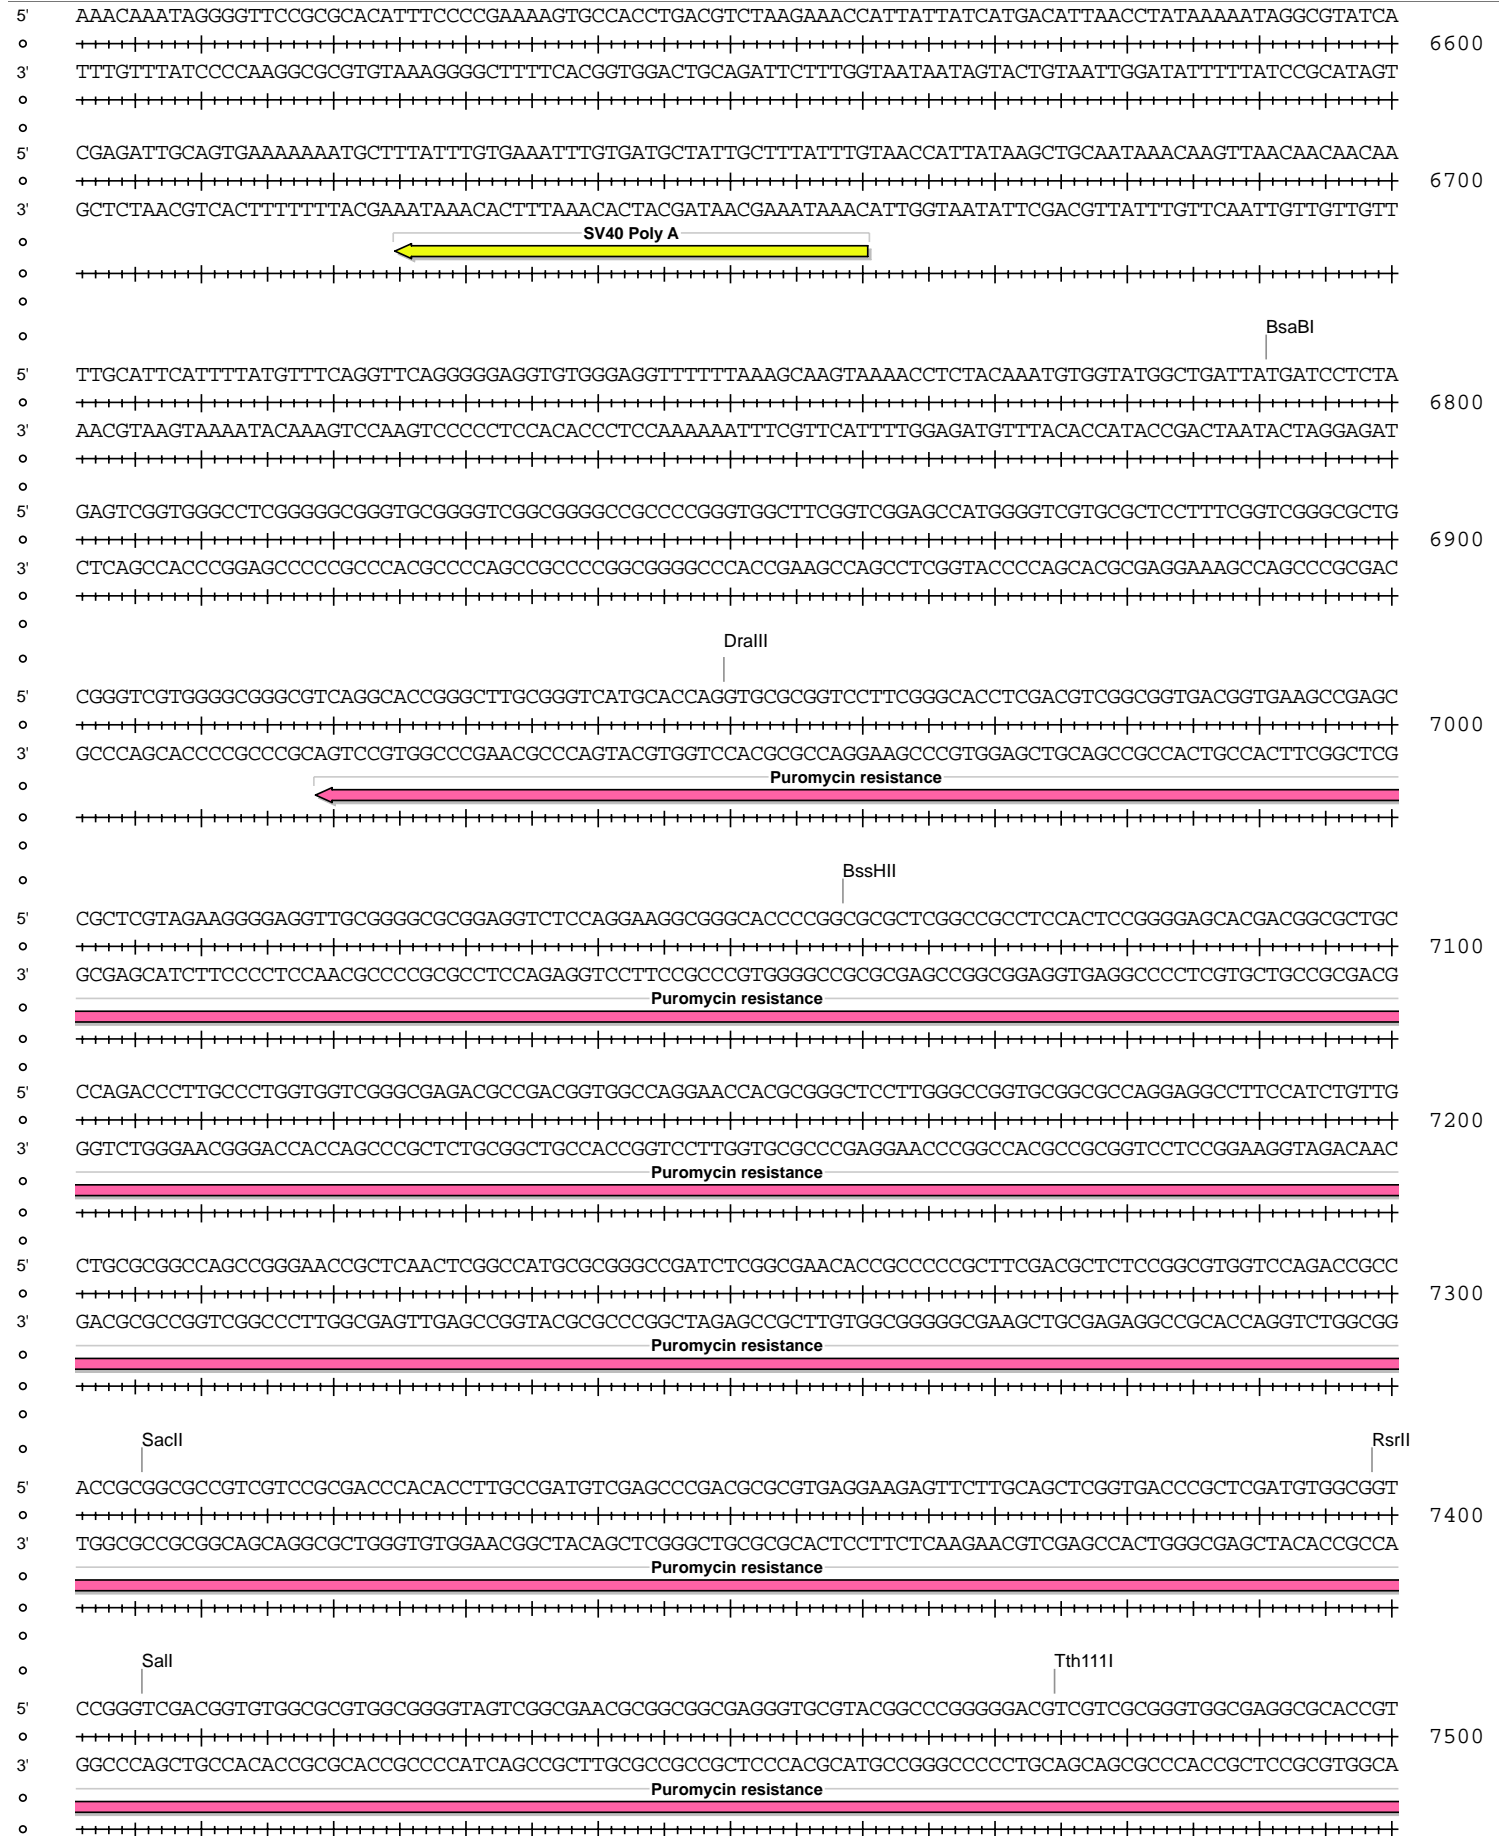 5' AAACAAATAGGGGTTCCGCGCACATTTCCCCGAAAAGTGCCACCTGACGTCTAAGAAACCATTATTATCATGACATTAACCTATAAAAATAGGCGTATCA
6600
3' TTTGTTTATCCCCAAGGCGCGTGTAAAGGGGCTTTTCACGGTGGACTGCAGATTCTTTGGTAATAATAGTACTGTAATTGGATATTTTTATCCGCATAGT
5' CGAGATTGCAGTGAAAAAAATGCTTTATTTGTGAAATTTGTGATGCTATTGCTTTATTTGTAACCATTATAAGCTGCAATAAACAAGTTAACAACAACAA
6700
3' GCTCTAACGTCACTTTTTTTACGAAATAAACACTTTAAACACTACGATAACGAAATAAACATTGGTAATATTCGACGTTATTTGTTCAATTGTTGTTGTT
SV40 Poly A
BsaBI
5' TTGCATTCATTTTATGTTTCAGGTTCAGGGGGAGGTGTGGGAGGTTTTTTAAAGCAAGTAAAACCTCTACAAATGTGGTATGGCTGATTATGATCCTCTA
6800
3' AACGTAAGTAAAATACAAAGTCCAAGTCCCCCTCCACACCCTCCAAAAAATTTCGTTCATTTTGGAGATGTTTACACCATACCGACTAATACTAGGAGAT
5' GAGTCGGTGGGCCTCGGGGGCGGGTGCGGGGTCGGCGGGGCCGCCCCGGGTGGCTTCGGTCGGAGCCATGGGGTCGTGCGCTCCTTTCGGTCGGGCGCTG
6900
3' CTCAGCCACCCGGAGCCCCCGCCCACGCCCCAGCCGCCCCGGCGGGGCCCACCGAAGCCAGCCTCGGTACCCCAGCACGCGAGGAAAGCCAGCCCGCGAC
DraIII
5' CGGGTCGTGGGGCGGGCGTCAGGCACCGGGCTTGCGGGTCATGCACCAGGTGCGCGGTCCTTCGGGCACCTCGACGTCGGCGGTGACGGTGAAGCCGAGC
7000
3' GCCCAGCACCCCGCCCGCAGTCCGTGGCCCGAACGCCCAGTACGTGGTCCACGCGCCAGGAAGCCCGTGGAGCTGCAGCCGCCACTGCCACTTCGGCTCG
Puromycin resistance
BssHII
5' CGCTCGTAGAAGGGGAGGTTGCGGGGCGCGGAGGTCTCCAGGAAGGCGGGCACCCCGGCGCGCTCGGCCGCCTCCACTCCGGGGAGCACGACGGCGCTGC
7100
3' GCGAGCATCTTCCCCTCCAACGCCCCGCGCCTCCAGAGGTCCTTCCGCCCGTGGGGCCGCGCGAGCCGGCGGAGGTGAGGCCCCTCGTGCTGCCGCGACG
Puromycin resistance
5' CCAGACCCTTGCCCTGGTGGTCGGGCGAGACGCCGACGGTGGCCAGGAACCACGCGGGCTCCTTGGGCCGGTGCGGCGCCAGGAGGCCTTCCATCTGTTG
7200
3' GGTCTGGGAACGGGACCACCAGCCCGCTCTGCGGCTGCCACCGGTCCTTGGTGCGCCCGAGGAACCCGGCCACGCCGCGGTCCTCCGGAAGGTAGACAAC
Puromycin resistance
5' CTGCGCGGCCAGCCGGGAACCGCTCAACTCGGCCATGCGCGGGCCGATCTCGGCGAACACCGCCCCCGCTTCGACGCTCTCCGGCGTGGTCCAGACCGCC
7300
3' GACGCGCCGGTCGGCCCTTGGCGAGTTGAGCCGGTACGCGCCCGGCTAGAGCCGCTTGTGGCGGGGGCGAAGCTGCGAGAGGCCGCACCAGGTCTGGCGG
Puromycin resistance
SacII RsrII
5' ACCGCGGCGCCGTCGTCCGCGACCCACACCTTGCCGATGTCGAGCCCGACGCGCGTGAGGAAGAGTTCTTGCAGCTCGGTGACCCGCTCGATGTGGCGGT
7400
3' TGGCGCCGCGGCAGCAGGCGCTGGGTGTGGAACGGCTACAGCTCGGGCTGCGCGCACTCCTTCTCAAGAACGTCGAGCCACTGGGCGAGCTACACCGCCA
Puromycin resistance
SalI Tth111I
5' CCGGGTCGACGGTGTGGCGCGTGGCGGGGTAGTCGGCGAACGCGGCGGCGAGGGTGCGTACGGCCCGGGGGACGTCGTCGCGGGTGGCGAGGCGCACCGT
7500
3' GGCCCAGCTGCCACACCGCGCACCGCCCCATCAGCCGCTTGCGCCGCCGCTCCCACGCATGCCGGGCCCCCTGCAGCAGCGCCCACCGCTCCGCGTGGCA
Puromycin resistance